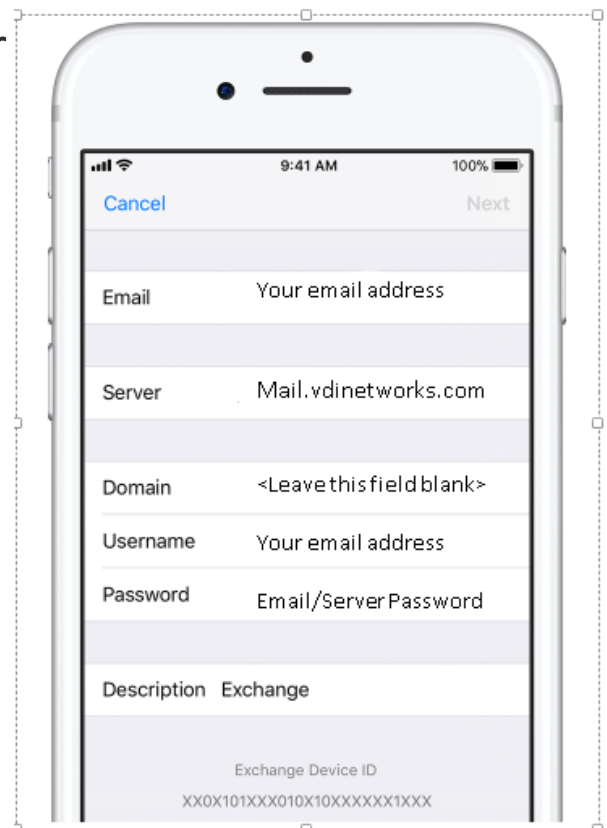 9:41 AM 100%
Cancel Next
Email Your email address
Server Mail.vdinetworks.com
Domain <Leave this field blank>
Username Your email address
Password Email/Server Password
Description Exchange
Exchange Device ID
XX0X101XXX010X10XXXXXX1XXX